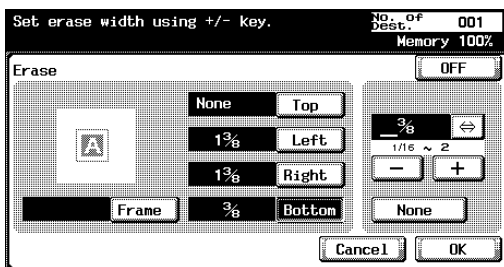 Set erase width using +/- key.
No. of Dest. 001
Memory 100%
Erase
OFF
None Top
1⅜ Left
1⅜ Right
Frame
⅜ Bottom
⅜ ⇔
1/16 ~ 2
− +
None
Cancel OK